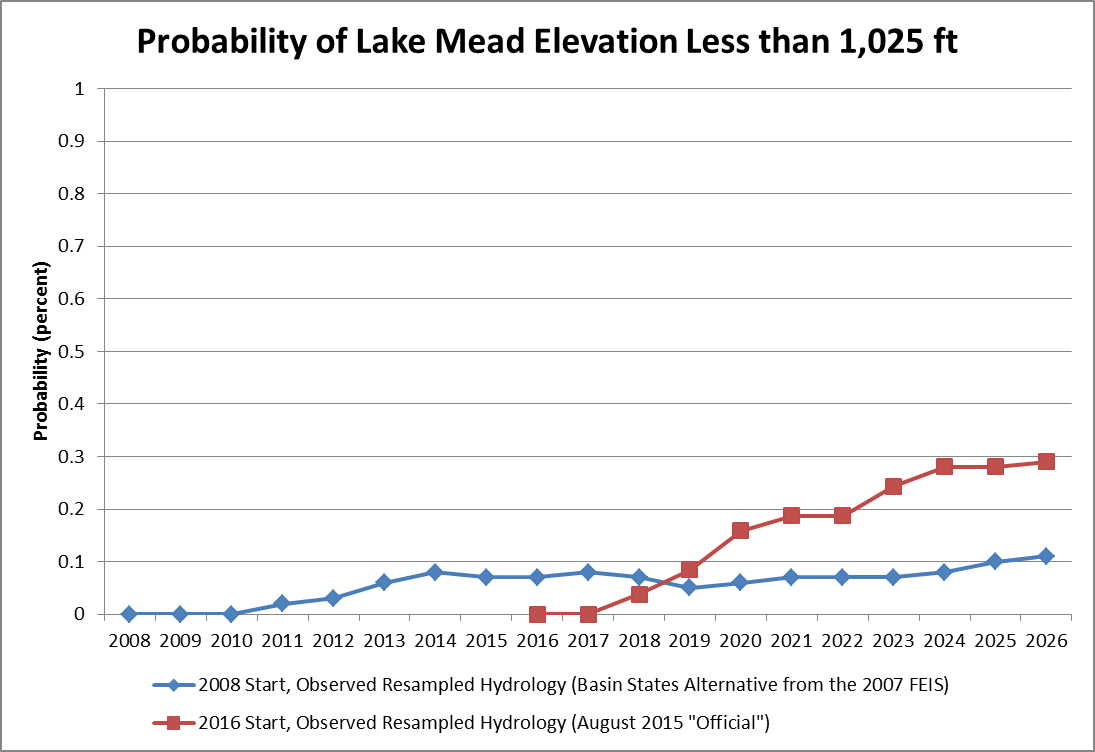 Probability of Lake Mead Elevation Less than 1,025 ft
Probability (percent)
1
0.9
0.8
0.7
0.6
0.5
0.4
0.3
0.2
0.1
0
2008 2009 2010 2011 2012 2013 2014 2015 2016 2017 2018 2019 2020 2021 2022 2023 2024 2025 2026
2008 Start, Observed Resampled Hydrology (Basin States Alternative from the 2007 FEIS)
2016 Start, Observed Resampled Hydrology (August 2015 "Official")